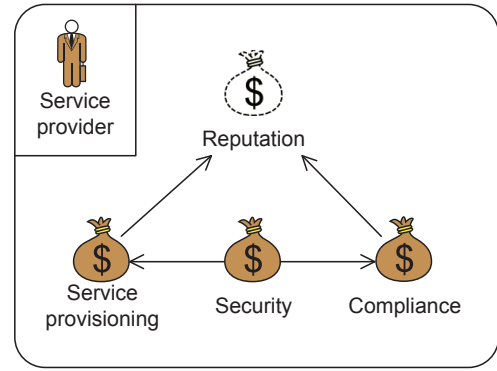 Service
provider
$
Reputation
$
$
$
Service
provisioning
Security
Compliance